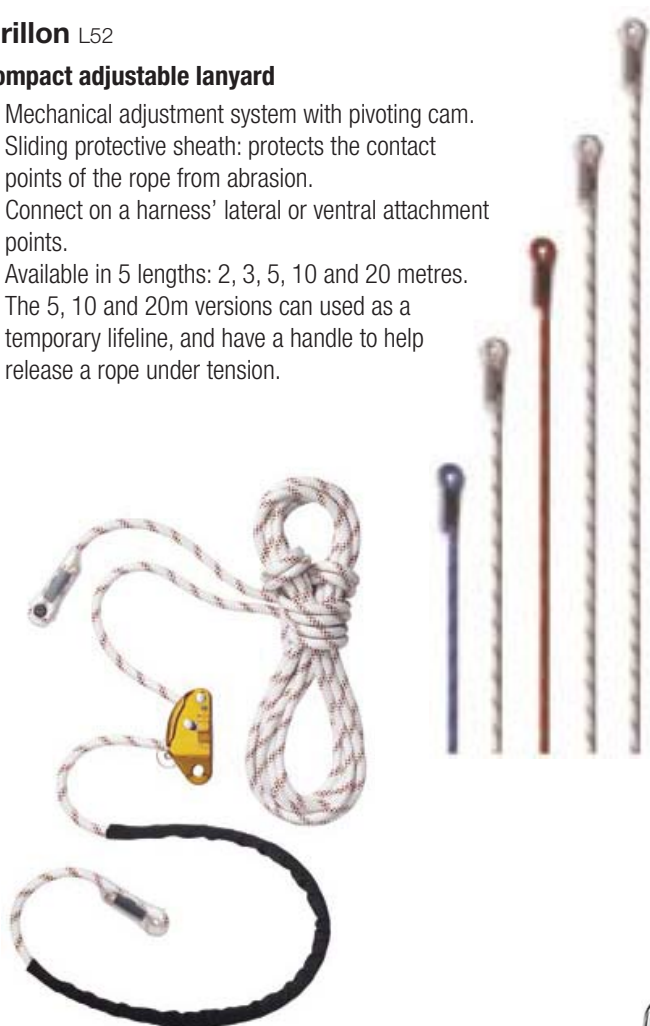 rillon L52
ompact adjustable lanyard
Mechanical adjustment system with pivoting cam.
Sliding protective sheath: protects the contact
points of the rope from abrasion.
Connect on a harness’ lateral or ventral attachment
points.
Available in 5 lengths: 2, 3, 5, 10 and 20 metres.
The 5, 10 and 20m versions can used as a
temporary lifeline, and have a handle to help
release a rope under tension.